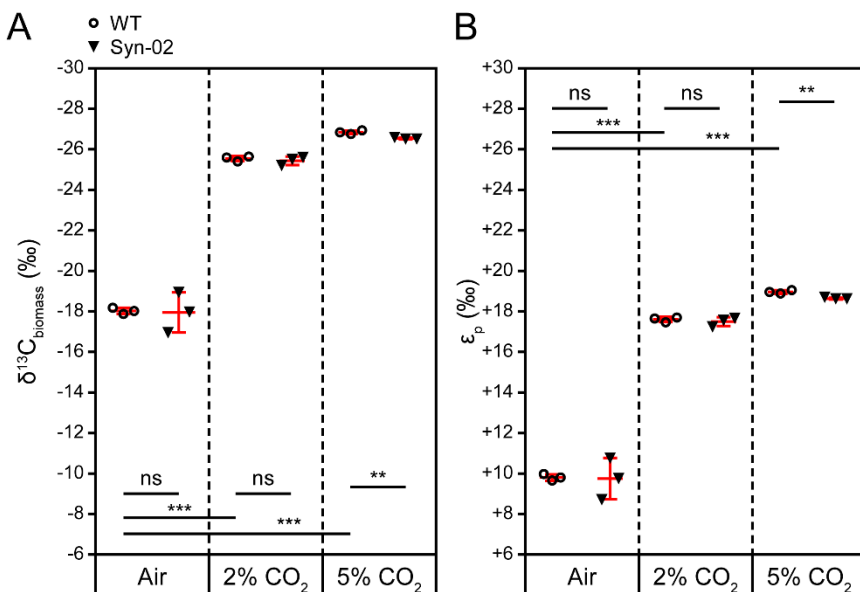 A
WT
Syn-02
B
δ¹³C_biomass (‰)
-30
-28
-26
-24
-22
-20
-18
-16
-14
-12
-10
-8
-6
ns
ns
**
***
***
Air
2% CO₂
5% CO₂
ε_p (‰)
+30
+28
+26
+24
+22
+20
+18
+16
+14
+12
+10
+8
+6
ns
ns
**
***
***
Air
2% CO₂
5% CO₂